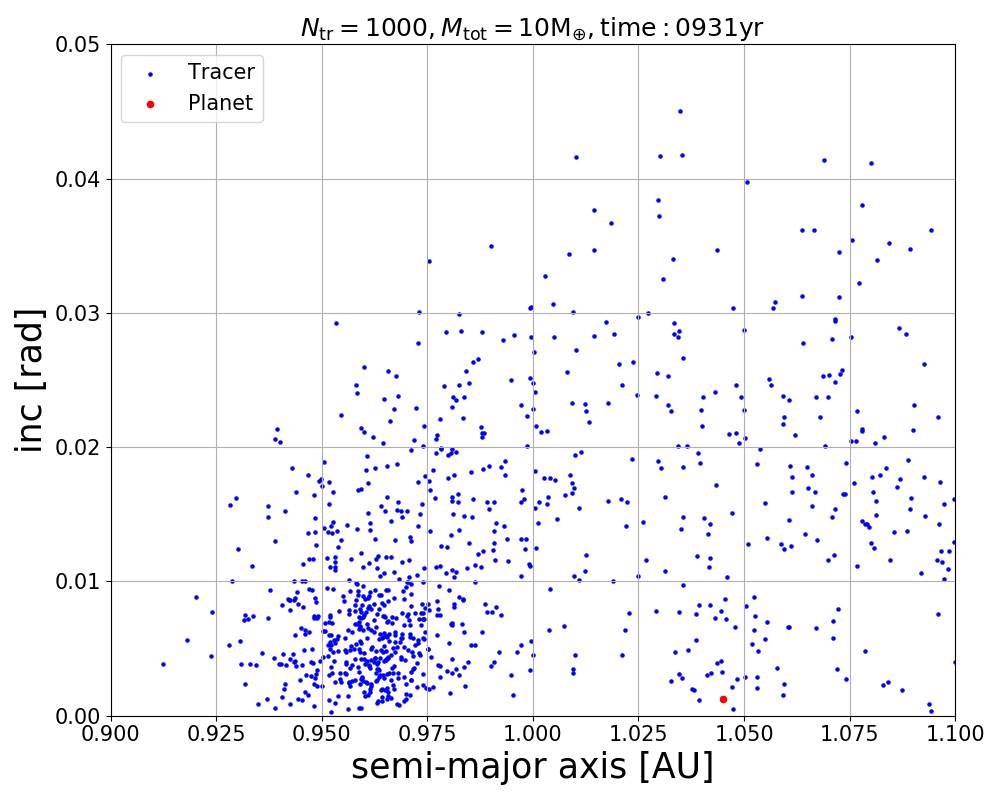 N_tr = 1000, M_tot = 10M_⊕, time : 0931yr
Tracer
Planet
0.05
0.04
0.03
0.02
0.01
0.00
inc [rad]
0.900 0.925 0.950 0.975 1.000 1.025 1.050 1.075 1.100
semi-major axis [AU]